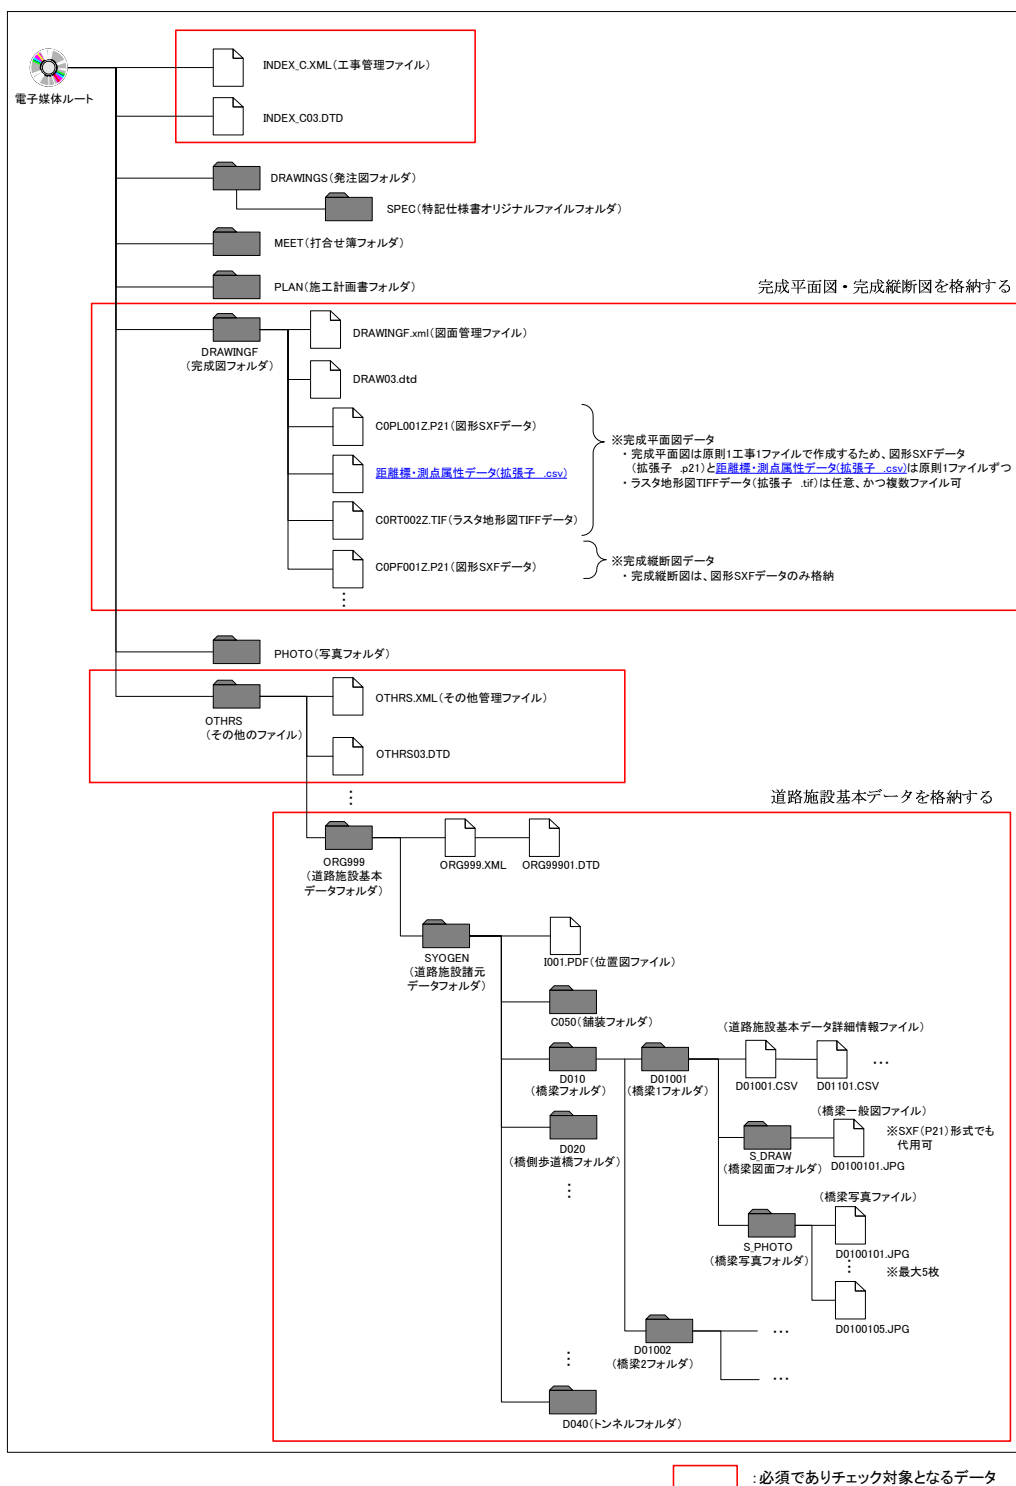 INDEX_C.XML(工事管理ファイル)
電子媒体ルート
INDEX_C03.DTD
DRAWINGS(発注図フォルダ)
SPEC(特記仕様書オリジナルファイルフォルダ)
MEET(打合せ簿フォルダ)
PLAN(施工計画書フォルダ)
完成平面図・完成縦断図を格納する
DRAWINGF
(完成図フォルダ)
DRAWINGF.xml(図面管理ファイル)
DRAW03.dtd
C0PL001Z.P21(図形SXFデータ)
距離標・測点属性データ(拡張子 .csv)
C0RT002Z.TIF(ラスタ地形図TIFFデータ)
※完成平面図データ
・完成平面図は原則1工事1ファイルで作成するため、図形SXFデータ
(拡張子 .p21)と距離標・測点属性データ(拡張子 .csv)は原則1ファイルずつ
・ラスタ地形図TIFFデータ(拡張子 .tif)は任意、かつ複数ファイル可
C0PF001Z.P21(図形SXFデータ)
※完成縦断図データ
・完成縦断図は、図形SXFデータのみ格納
…
PHOTO(写真フォルダ)
OTHRS
(その他のファイル)
OTHRS.XML(その他管理ファイル)
OTHRS03.DTD
…
道路施設基本データを格納する
ORG999
(道路施設基本
データフォルダ)
ORG999.XML
ORG99901.DTD
SYOGEN
(道路施設諸元
データフォルダ)
I001.PDF(位置図ファイル)
C050(舗装フォルダ)
(道路施設基本データ詳細情報ファイル)
D010
(橋梁フォルダ)
D01001
(橋梁1フォルダ)
D01001.CSV
D01101.CSV
…
D020
(橋側歩道橋フォルダ)
…
(橋梁一般図ファイル)
※SXF(P21)形式でも
代用可
S_DRAW
(橋梁図面フォルダ)
D0100101.JPG
(橋梁写真ファイル)
S_PHOTO
(橋梁写真フォルダ)
D0100101.JPG
…
※最大5枚
D0100105.JPG
D01002
(橋梁2フォルダ)
…
…
…
D040(トンネルフォルダ)
:必須でありチェック対象となるデータ